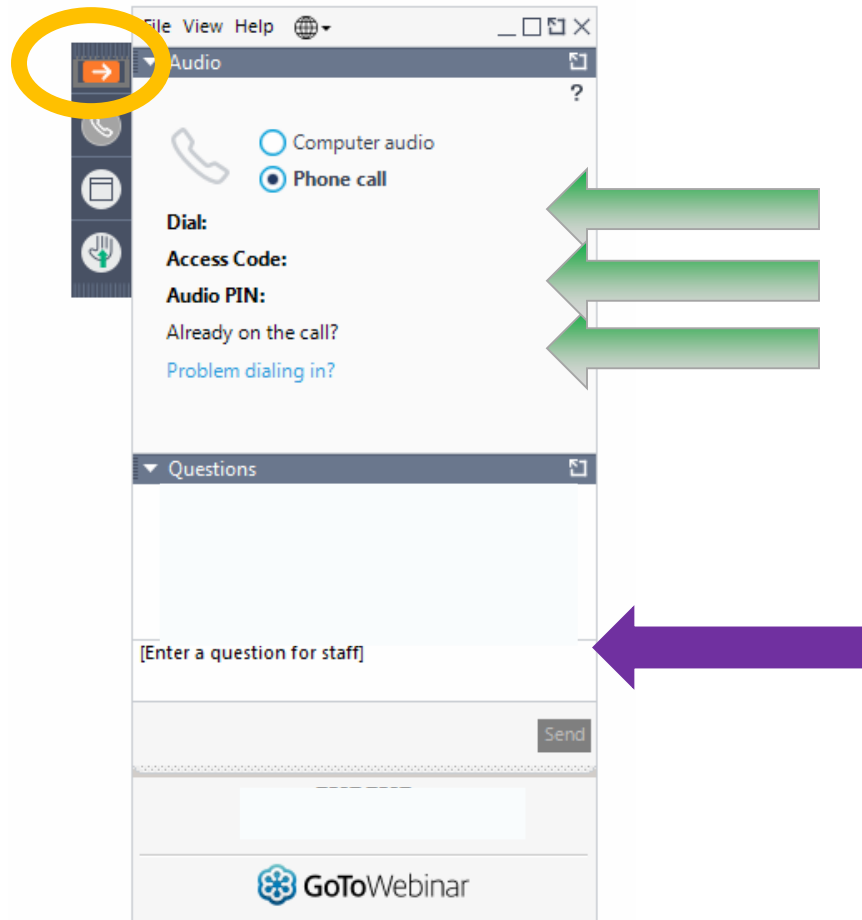 File View Help
Audio
?
Computer audio
Phone call
Dial:
Access Code:
Audio PIN:
Already on the call?
Problem dialing in?
Questions
[Enter a question for staff]
Send
GoToWebinar